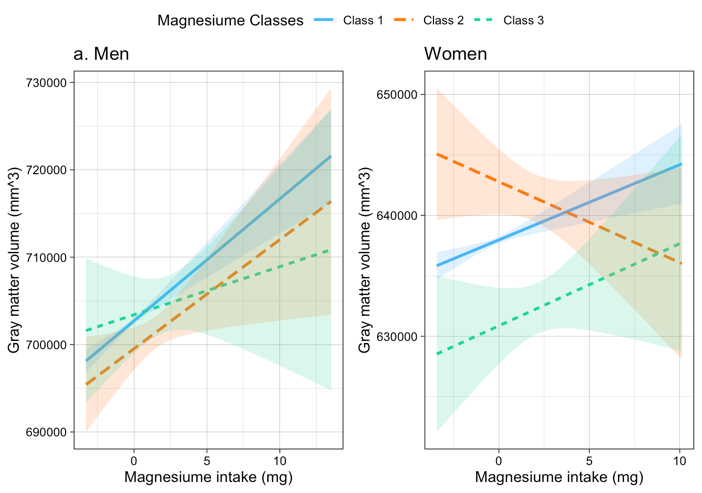 Magnesiume Classes Class 1 Class 2 Class 3
a. Men
Women
730000
720000
710000
700000
690000
Gray matter volume (mm^3)
0 5 10
Magnesiume intake (mg)
650000
640000
630000
Gray matter volume (mm^3)
0 5 10
Magnesiume intake (mg)